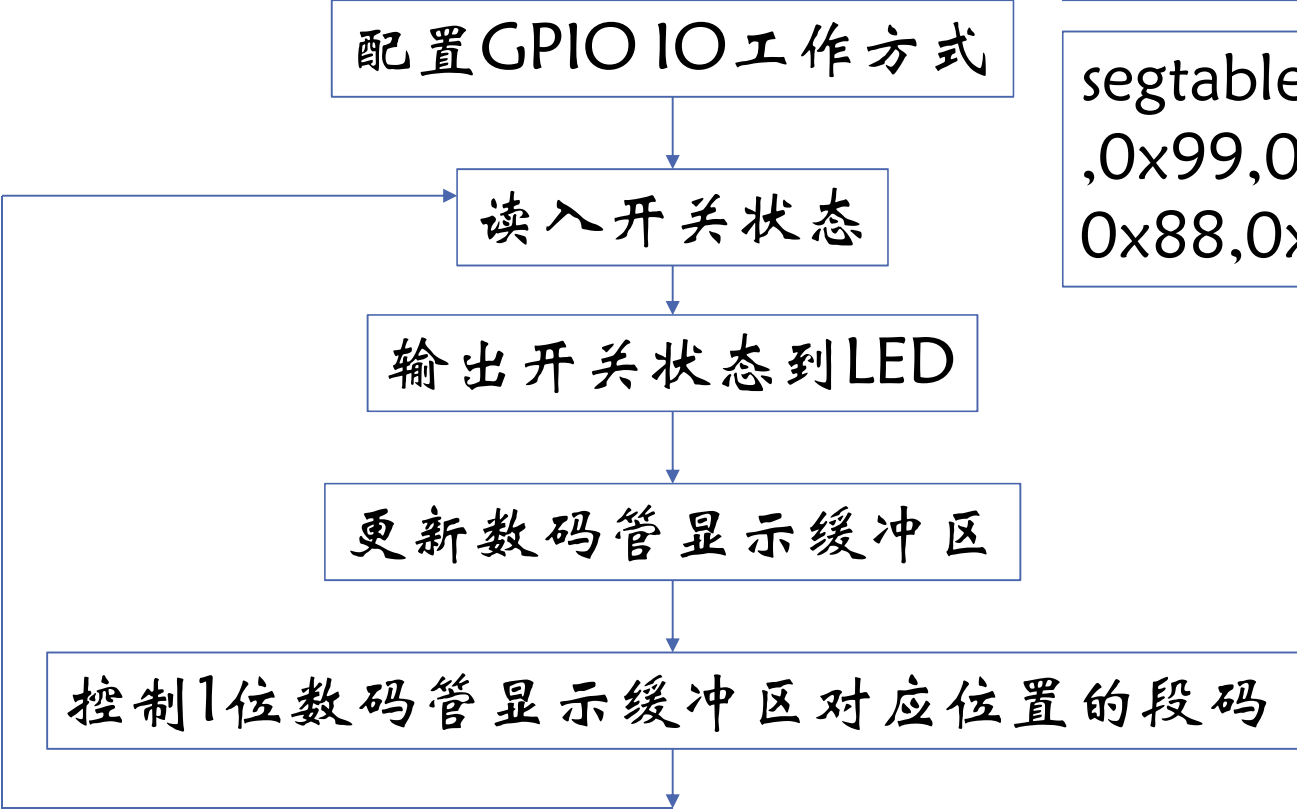 配置GPIO IO工作方式
读入开关状态
输出开关状态到LED
更新数码管显示缓冲区
控制1位数码管显示缓冲区对应位置的段码
segtable
,0x99,0
0x88,0x